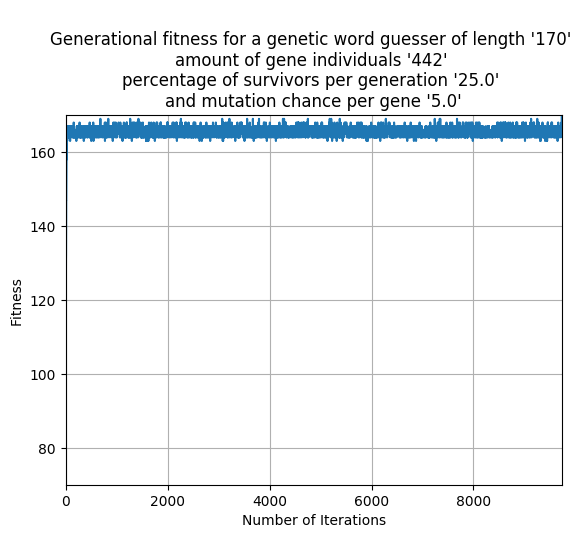 Generational fitness for a genetic word guesser of length '170'
amount of gene individuals '442'
percentage of survivors per generation '25.0'
and mutation chance per gene '5.0'
160
140
120
100
80
Fitness
0 2000 4000 6000 8000
Number of Iterations